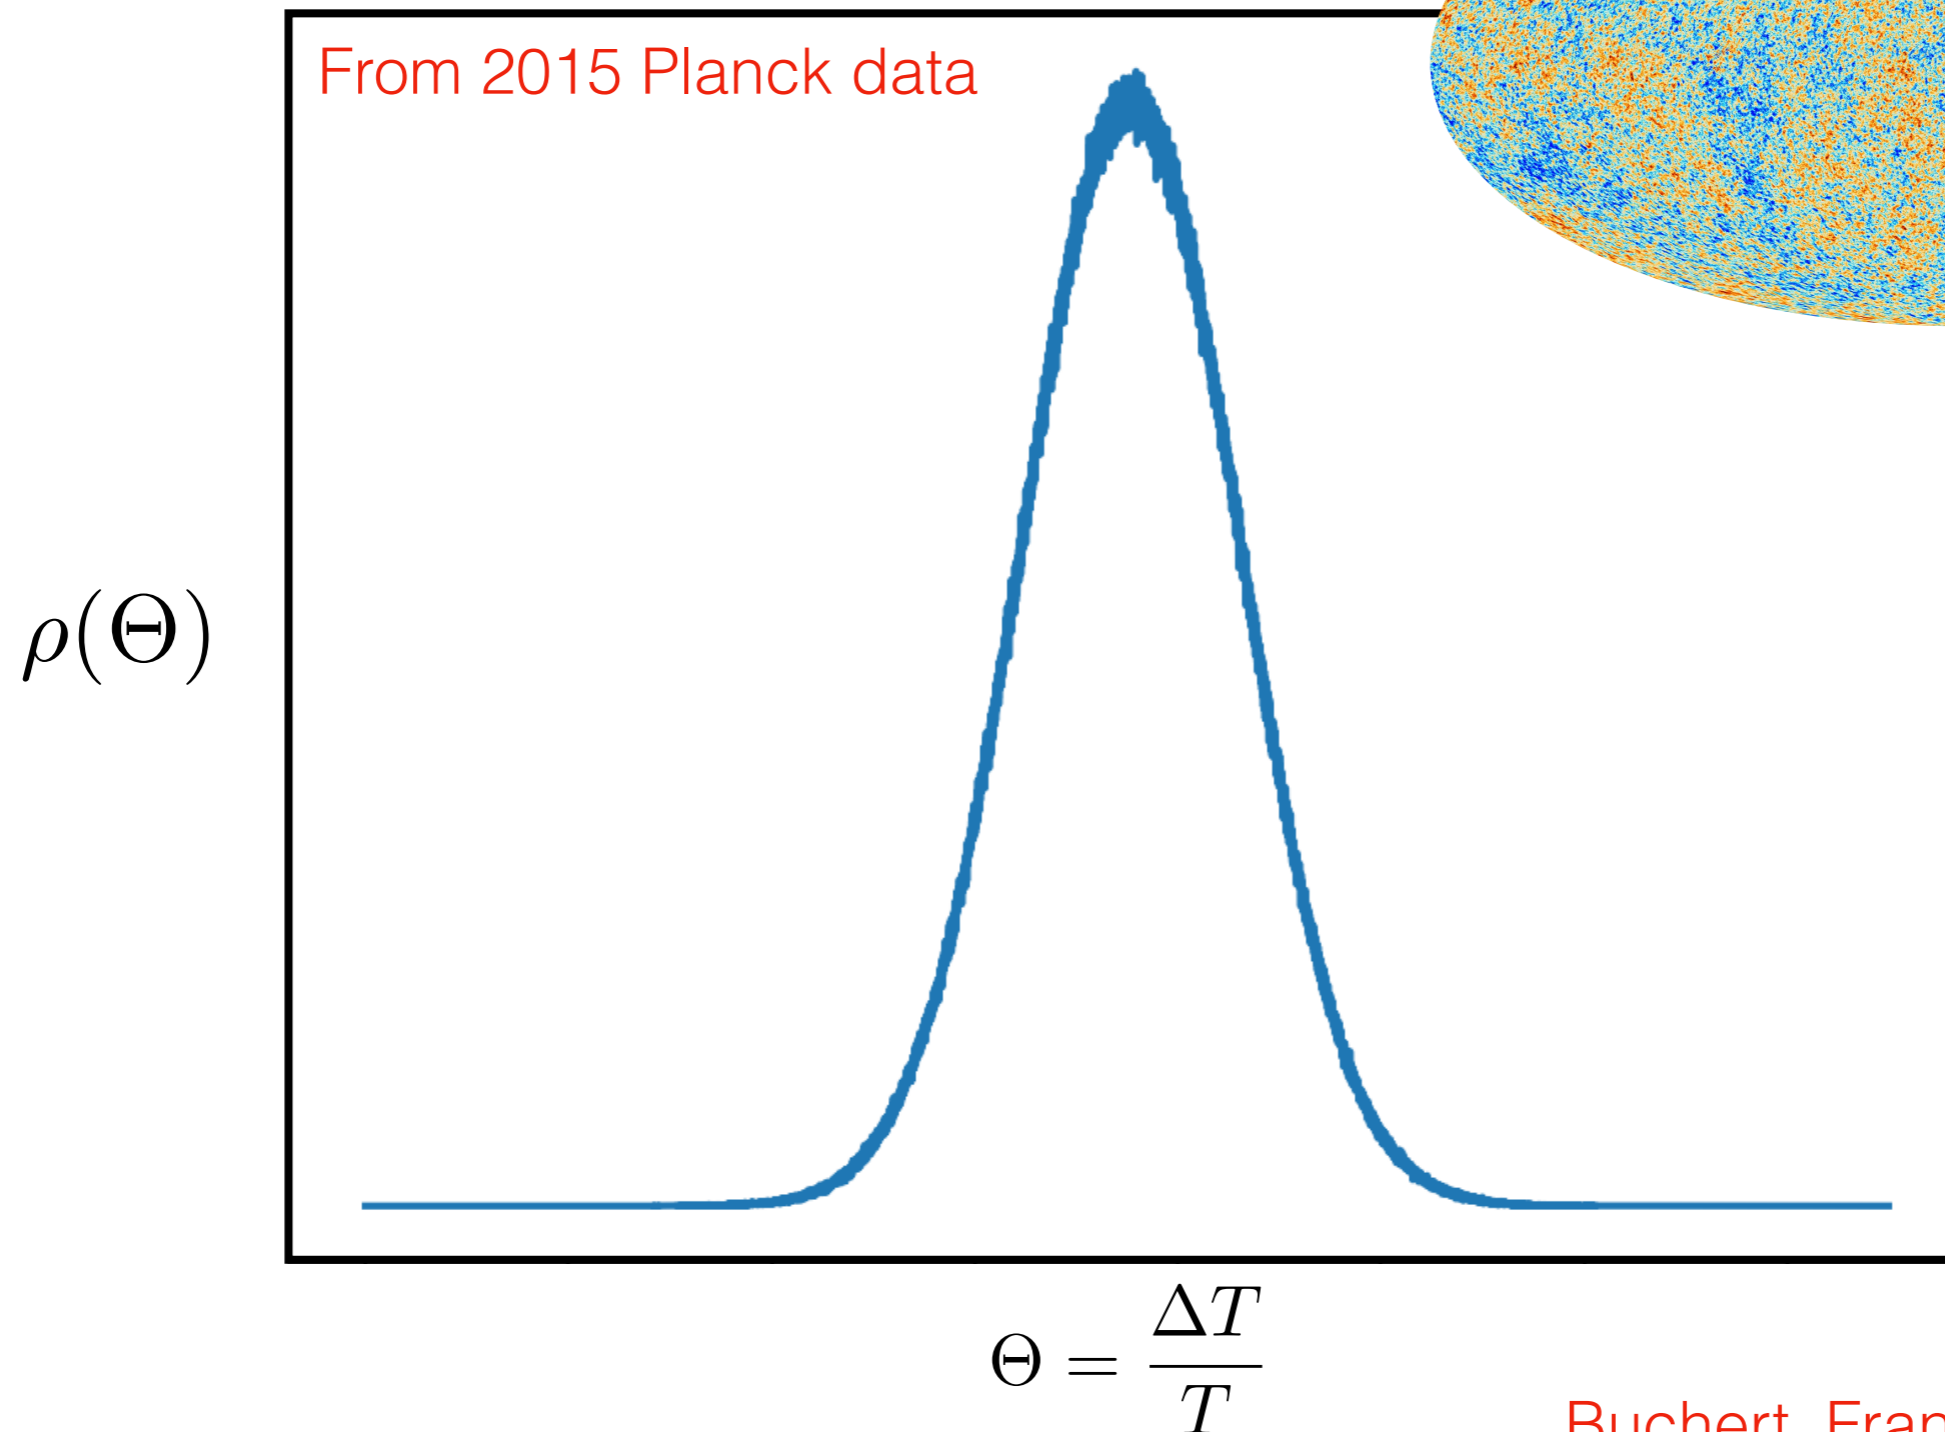 From 2015 Planck data
ρ(Θ)
Θ = ΔT/T
Buchert